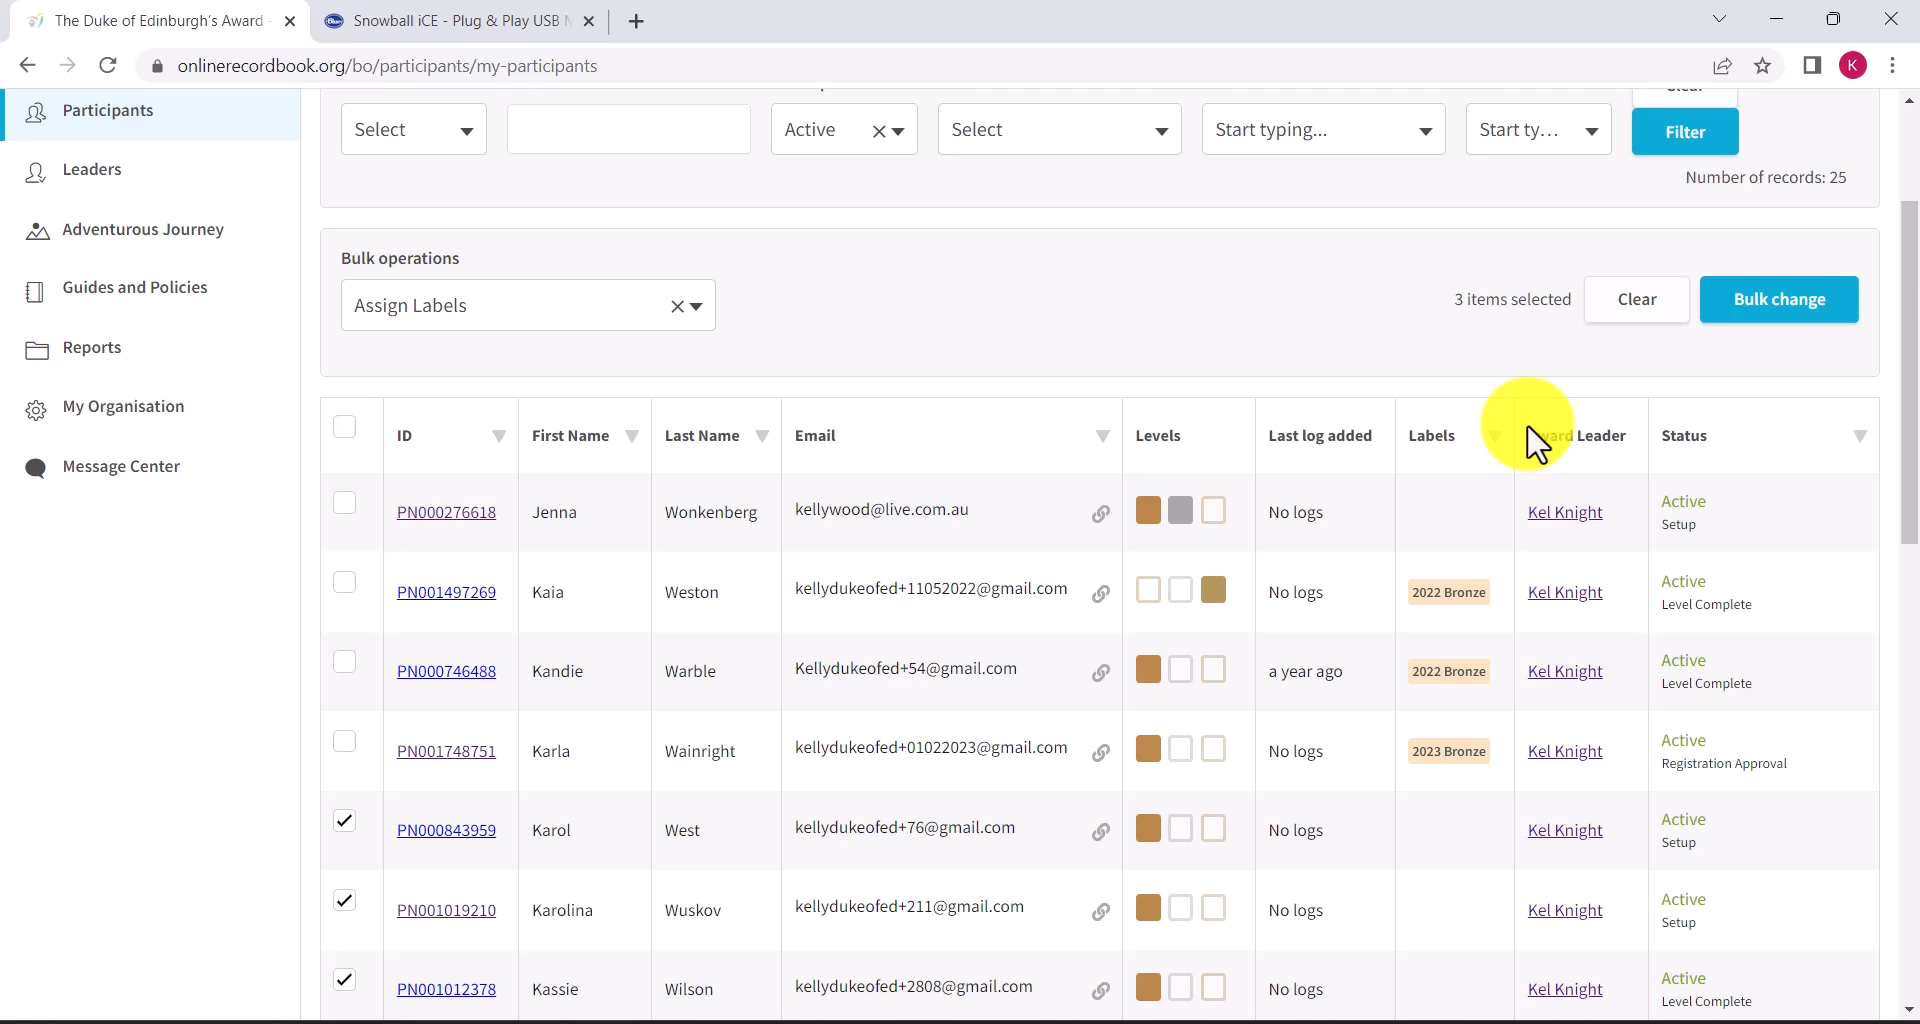 The Duke of Edinburgh's Award -
Snowball iCE - Plug & Play USB
onlinerecordbook.org/bo/participants/my-participants
K
Participants
Leaders
Adventurous Journey
Guides and Policies
Reports
My Organisation
Message Center
Select
Active
Select
Start typing...
Start ty...
Filter
Number of records: 25
Bulk operations
Assign Labels
3 items selected
Clear
Bulk change
ID First Name Last Name Email Levels Last log added Labels Leader Status
PN000276618 Jenna Wonkenberg kellywood@live.com.au No logs Kel Knight Active
Setup
PN001497269 Kaia Weston kellydukeofed+11052022@gmail.com No logs 2022 Bronze Kel Knight Active
Level Complete
PN000746488 Kandie Warble Kellydukeofed+54@gmail.com a year ago 2022 Bronze Kel Knight Active
Level Complete
PN001748751 Karla Wainright kellydukeofed+01022023@gmail.com No logs 2023 Bronze Kel Knight Active
Registration Approval
PN000843959 Karol West kellydukeofed+76@gmail.com No logs Kel Knight Active
Setup
PN001019210 Karolina Wuskov kellydukeofed+211@gmail.com No logs Kel Knight Active
Setup
PN001012378 Kassie Wilson kellydukeofed+2808@gmail.com No logs Kel Knight Active
Level Complete